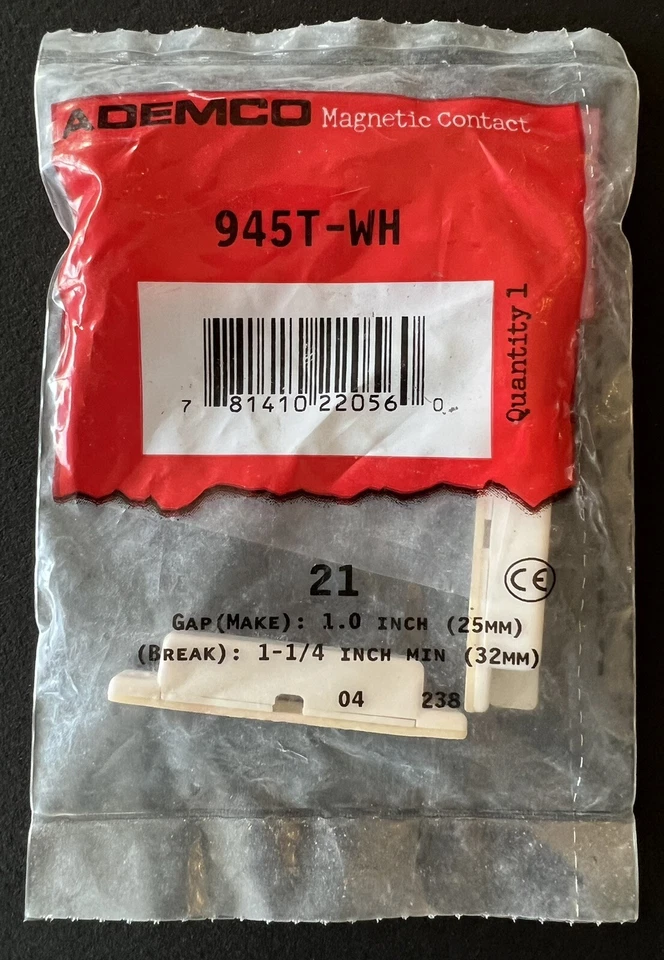 ADEMCO Magnetic Contact
945T-WH
Quantity 1
7 81410 22056 0
21
CE
GAP(MAKE): 1.0 INCH (25MM)
(BREAK): 1-1/4 INCH MIN (32MM)
04 238